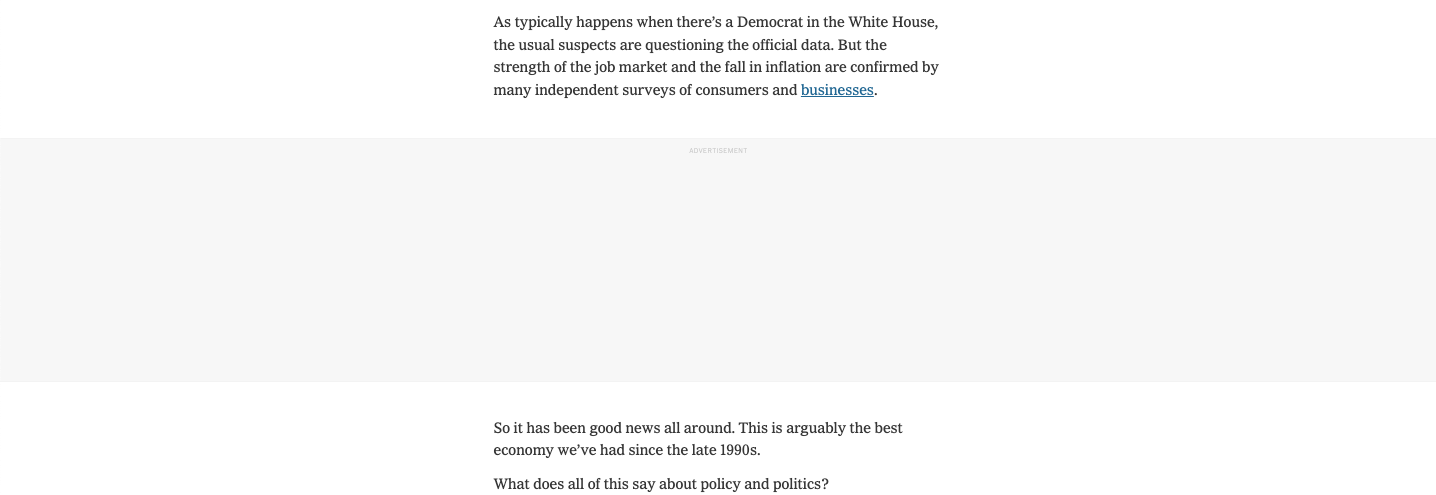 As typically happens when there’s a Democrat in the White House,
the usual suspects are questioning the official data. But the
strength of the job market and the fall in inflation are confirmed by
many independent surveys of consumers and businesses.
ADVERTISEMENT
So it has been good news all around. This is arguably the best
economy we’ve had since the late 1990s.
What does all of this say about policy and politics?